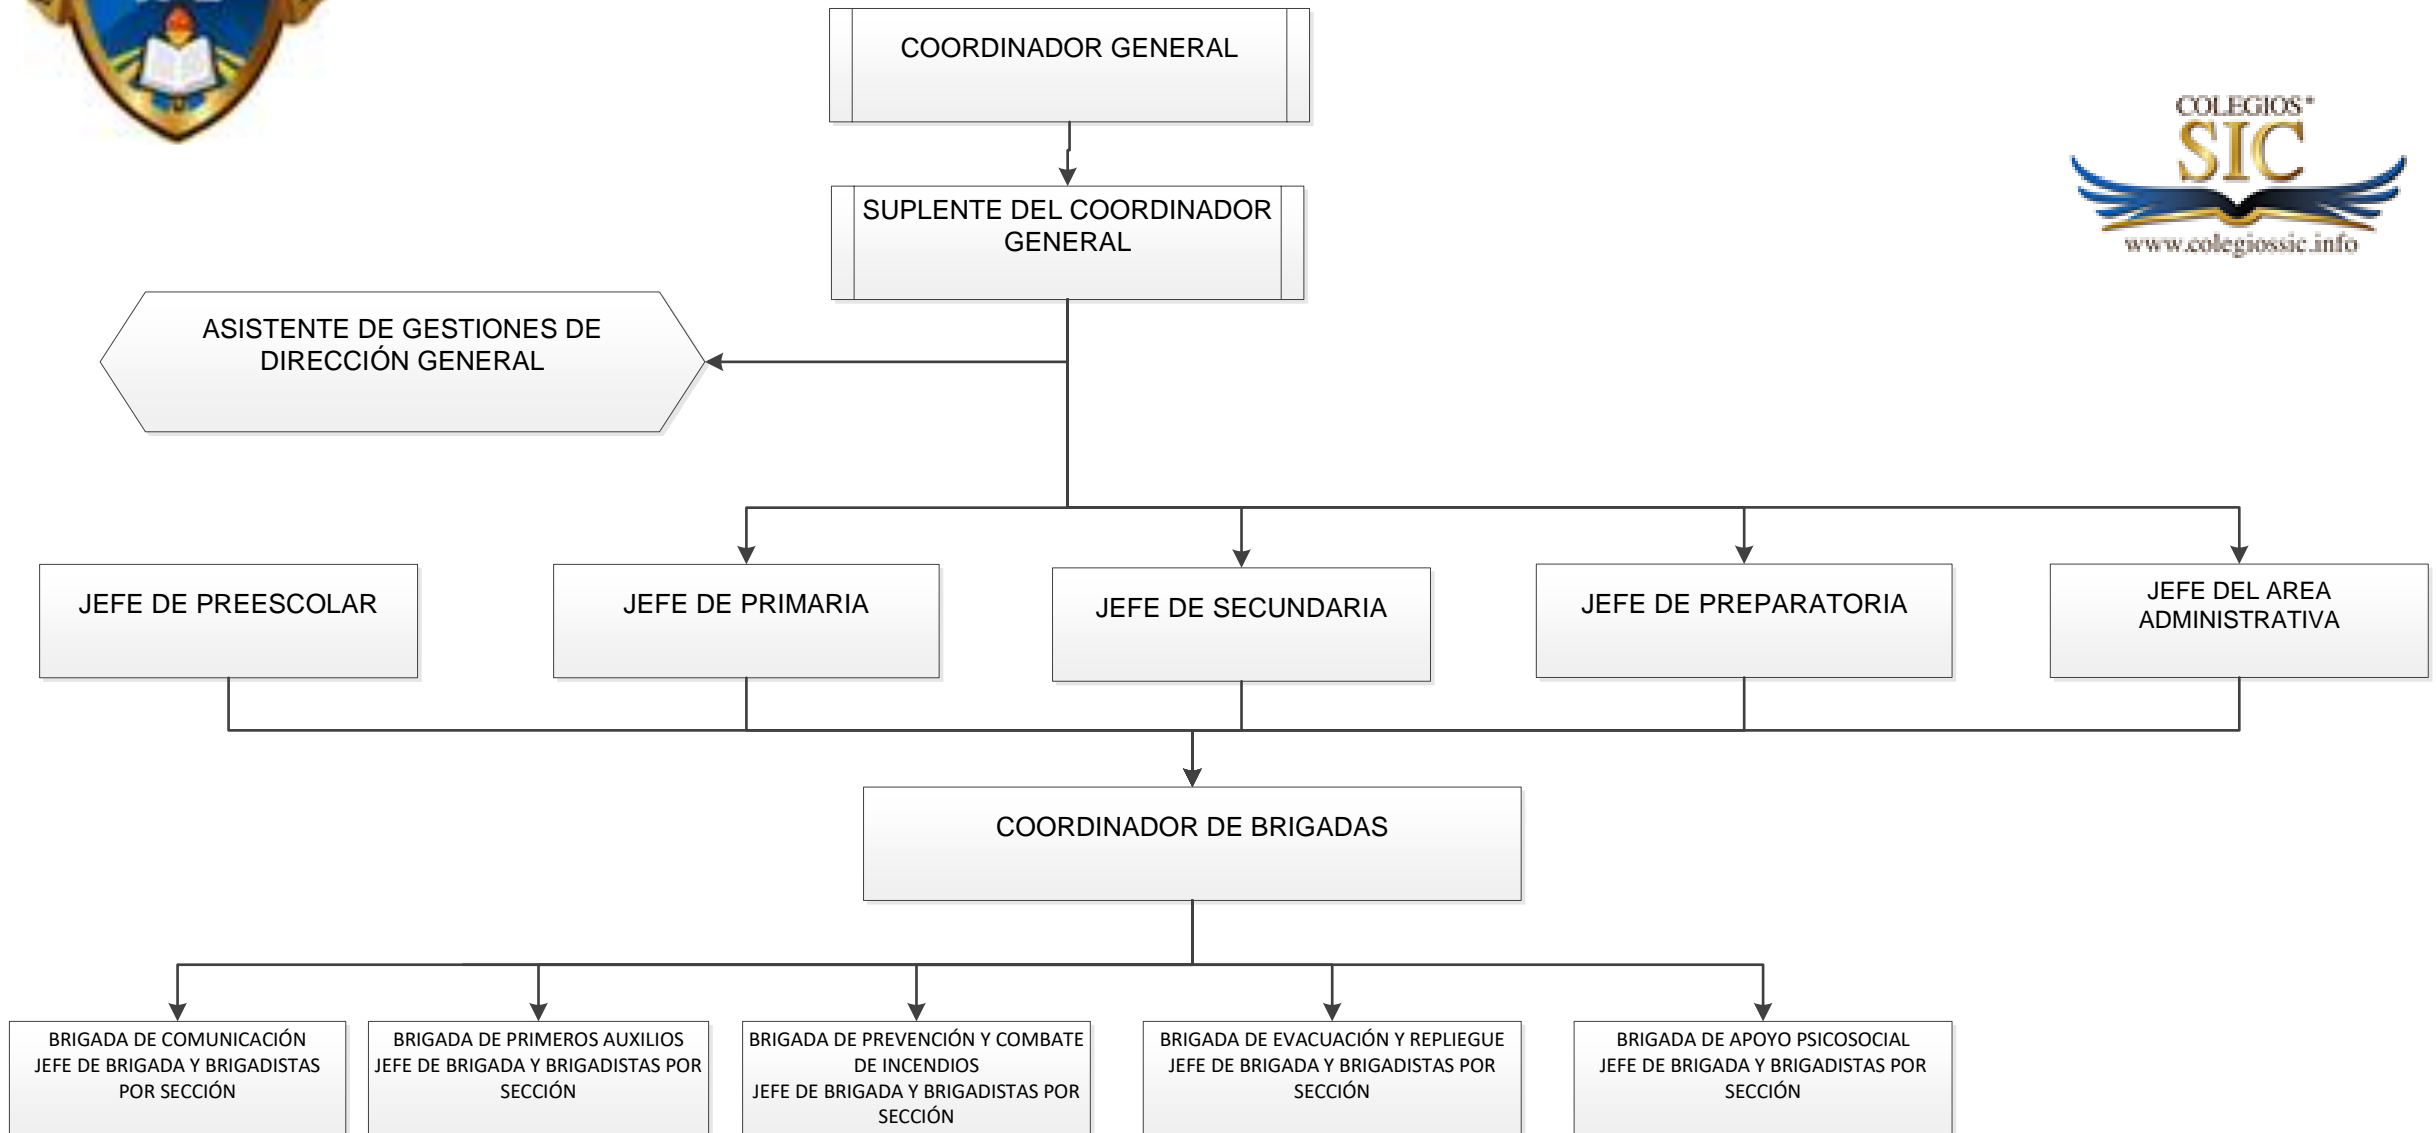 COORDINADOR GENERAL
COLEGIOS®
SIC
www.colegiossic.info
SUPLENTE DEL COORDINADOR
GENERAL
ASISTENTE DE GESTIONES DE
DIRECCIÓN GENERAL
JEFE DE PREESCOLAR
JEFE DE PRIMARIA
JEFE DE SECUNDARIA
JEFE DE PREPARATORIA
JEFE DEL AREA
ADMINISTRATIVA
COORDINADOR DE BRIGADAS
BRIGADA DE COMUNICACIÓN
JEFE DE BRIGADA Y BRIGADISTAS
POR SECCIÓN
BRIGADA DE PRIMEROS AUXILIOS
JEFE DE BRIGADA Y BRIGADISTAS POR
SECCIÓN
BRIGADA DE PREVENCIÓN Y COMBATE
DE INCENDIOS
JEFE DE BRIGADA Y BRIGADISTAS POR
SECCIÓN
BRIGADA DE EVACUACIÓN Y REPLIEGUE
JEFE DE BRIGADA Y BRIGADISTAS POR
SECCIÓN
BRIGADA DE APOYO PSICOSOCIAL
JEFE DE BRIGADA Y BRIGADISTAS POR
SECCIÓN